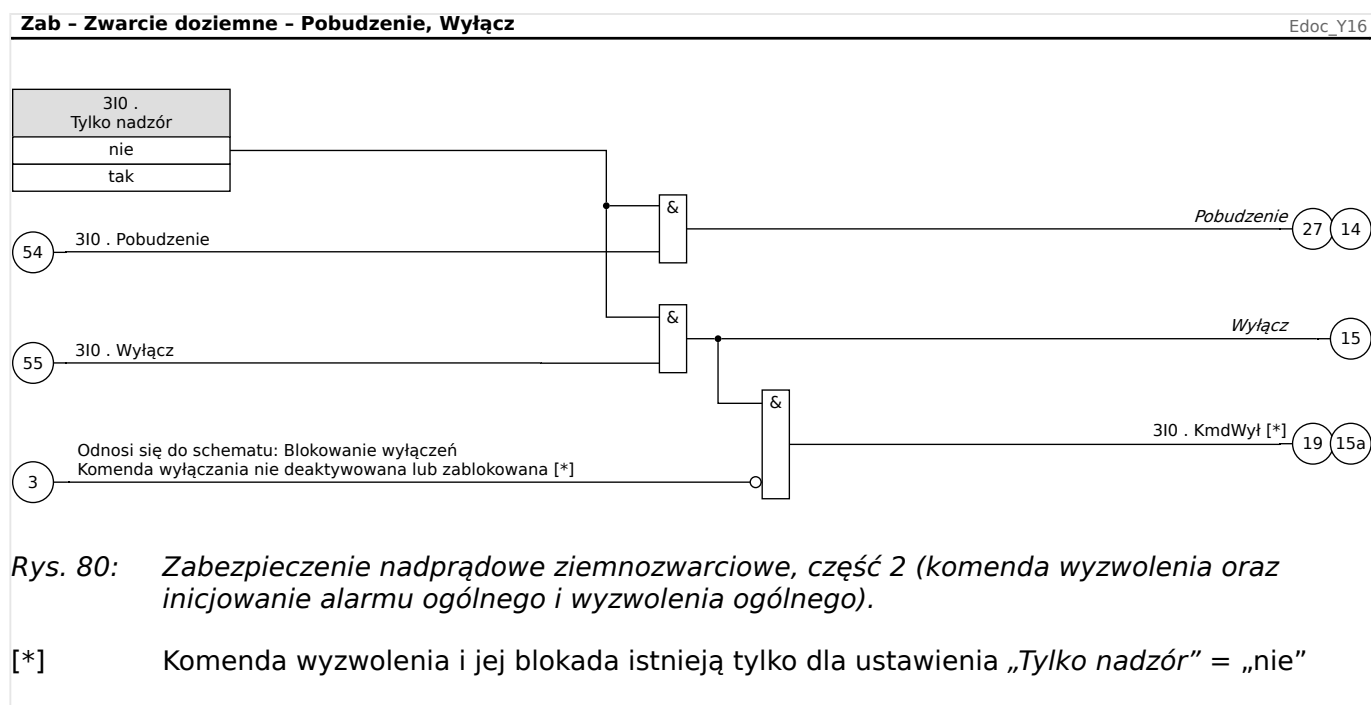 Zab – Zwarcie doziemne – Pobudzenie, Wyłącz
Edoc_Y16
3I0 .
Tylko nadzór
nie
tak
&
Pobudzenie
27
14
3I0 . Pobudzenie
54
&
Wyłącz
15
3I0 . Wyłącz
55
&
3I0 . KmdWył [*]
19
15a
Odnosi się do schematu: Blokowanie wyłączeń
Komenda wyłączania nie deaktywowana lub zablokowana [*]
3
Rys. 80: Zabezpieczenie nadprądowe ziemnozwarciowe, część 2 (komenda wyzwolenia oraz
inicjowanie alarmu ogólnego i wyzwolenia ogólnego).
[*] Komenda wyzwolenia i jej blokada istnieją tylko dla ustawienia „Tylko nadzór” = „nie”